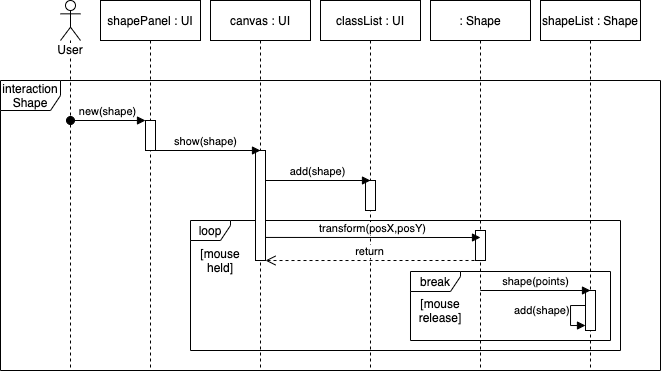 User
shapePanel : UI
canvas : UI
classList : UI
: Shape
shapeList : Shape
interaction
Shape
new(shape)
show(shape)
add(shape)
loop
[mouse
held]
transform(posX,posY)
return
break
[mouse
release]
shape(points)
add(shape)